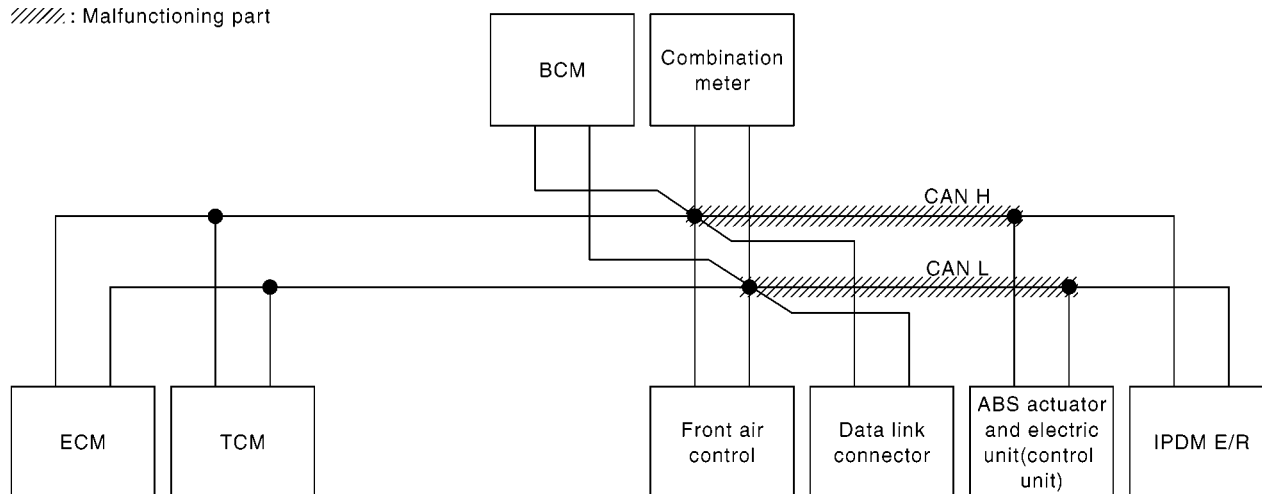 : Malfunctioning part
BCM
Combination
meter
CAN H
CAN L
ECM
TCM
Front air
control
Data link
connector
ABS actuator
and electric
unit(control
unit)
IPDM E/R